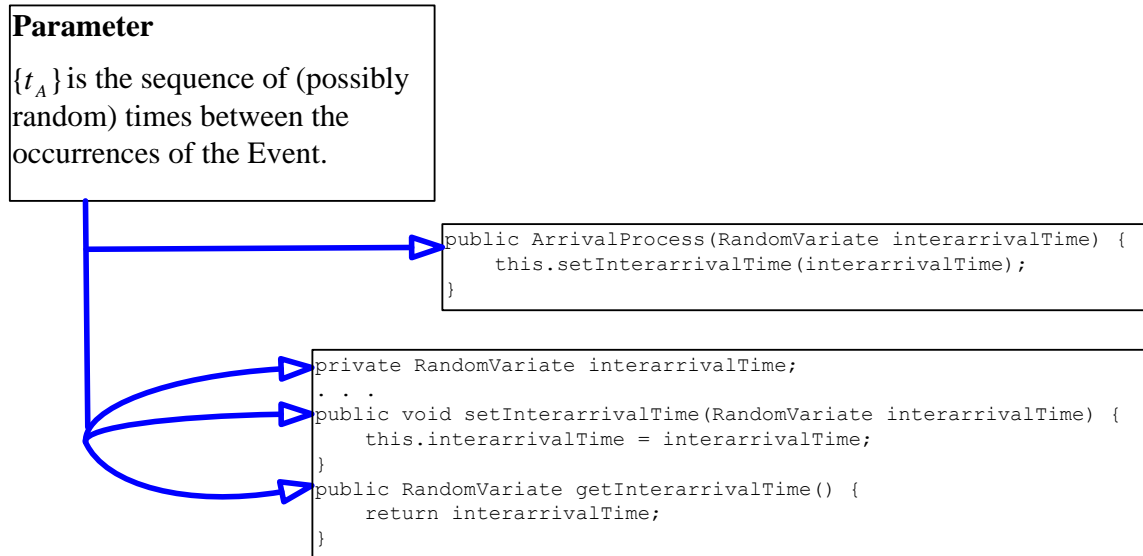 Parameter
{t_A} is the sequence of (possibly
random) times between the
occurrences of the Event.
public ArrivalProcess(RandomVariate interarrivalTime) {
    this.setInterarrivalTime(interarrivalTime);
}
private RandomVariate interarrivalTime;
. . .
public void setInterarrivalTime(RandomVariate interarrivalTime) {
    this.interarrivalTime = interarrivalTime;
}
public RandomVariate getInterarrivalTime() {
    return interarrivalTime;
}